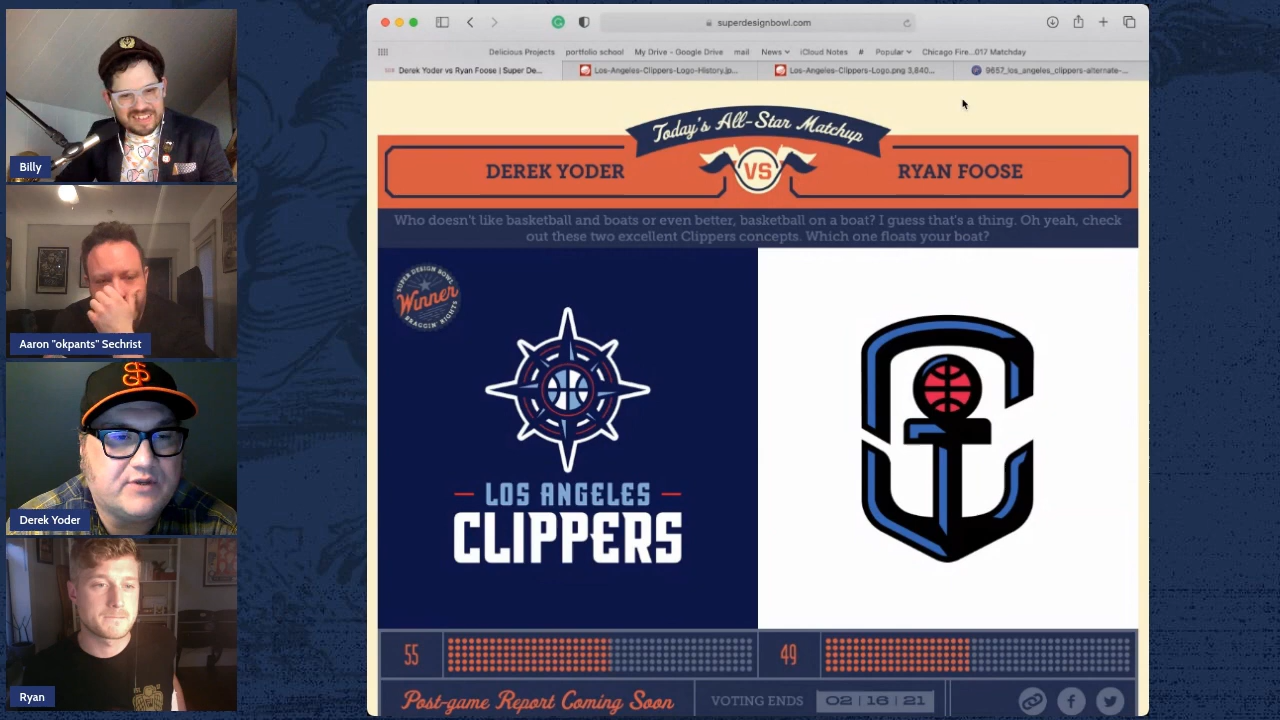 Billy
Aaron "okpants" Sechrist
Derek Yoder
Ryan
superdesignbowl.com
Delicious Projects
portfolio school
My Drive - Google Drive
mail
News
iCloud Notes
#
Popular
Chicago Fire...017 Matchday
Derek Yoder vs Ryan Foose | Super De...
Los-Angeles-Clippers-Logo-History.jp...
Los-Angeles-Clippers-Logo.png 3,840...
9657_los_angeles_clippers-alternate-...
Today's All-Star Matchup
DEREK YODER
VS
RYAN FOOSE
Who doesn't like basketball and boats or even better, basketball on a boat? I guess that's a thing. Oh yeah, check
out these two excellent Clippers concepts. Which one floats your boat?
SUPER DESIGN BOWL
Winner
BRAGGIN' RIGHTS
LOS ANGELES
CLIPPERS
55
49
Post-game Report Coming Soon
VOTING ENDS
02 | 16 | 21